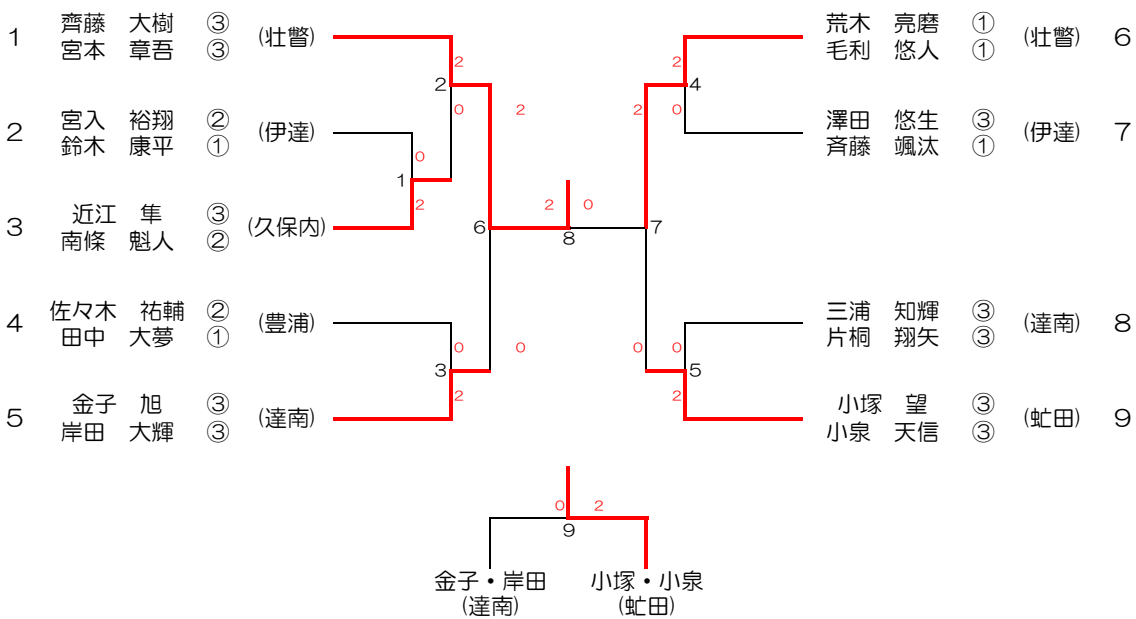 1 齊藤 大樹 ③ (壮瞥)
宮本 章吾 ③
2 宮入 裕翔 ② (伊達)
鈴木 康平 ①
3 近江 隼 ③ (久保内)
南條 魁人 ②
4 佐々木 祐輔 ② (豊浦)
田中 大夢 ①
5 金子 旭 ③ (達南)
岸田 大輝 ③
荒木 亮磨 ① (壮瞥) 6
毛利 悠人 ①
澤田 悠生 ③ (伊達) 7
斉藤 颯汰 ①
三浦 知輝 ③ (達南) 8
片桐 翔矢 ③
小塚 望 ③ (虻田) 9
小泉 天信 ③
2 2
2 4
0 2 2 0
0
1
2 2 0
6 7
8
0 0 0 0
3 5
2 2
0 2
9
金子・岸田 小塚・小泉
(達南) (虻田)